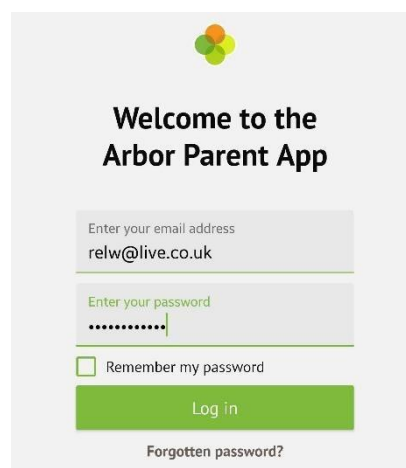 Welcome to the
Arbor Parent App
Enter your email address
relw@live.co.uk
Enter your password
••••••••••••
Remember my password
Log in
Forgotten password?